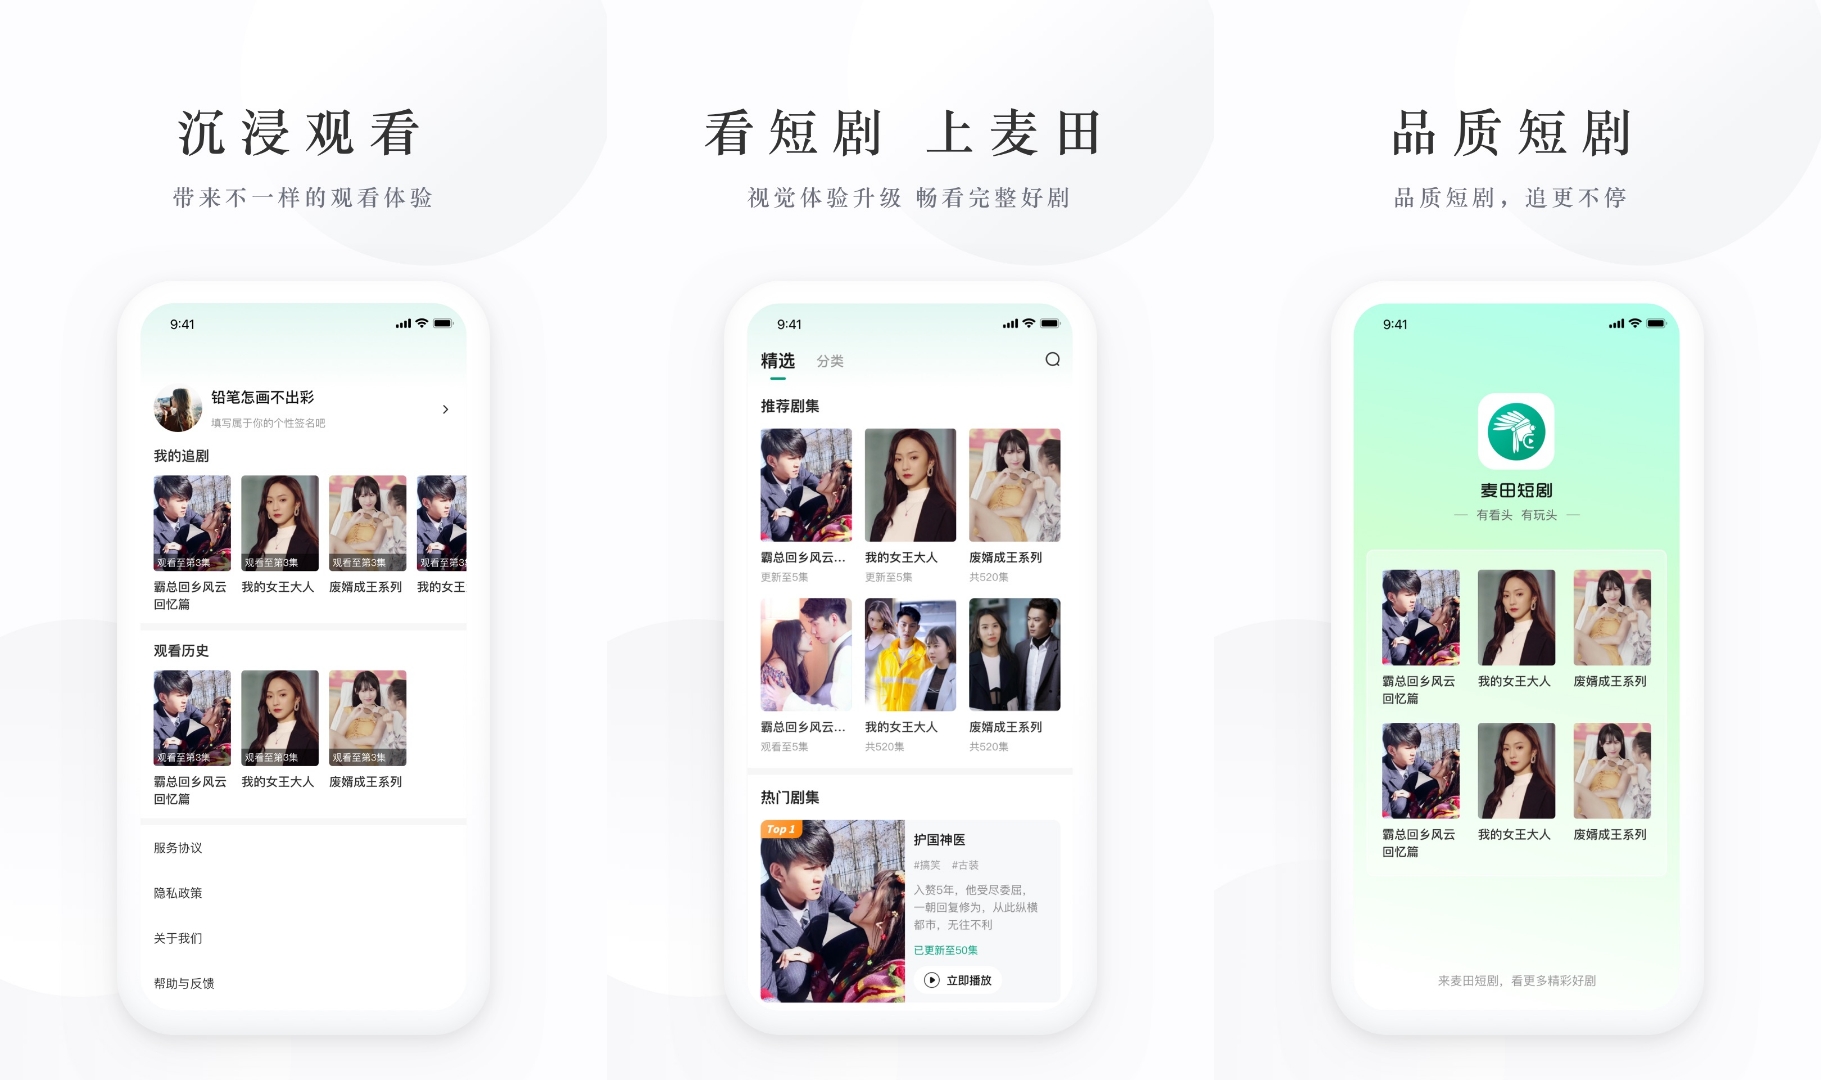 沉浸观看
带来不一样的观看体验
9:41
铅笔怎画不出彩
填写属于你的个性签名吧
我的追剧
观看至第3集
观看至第3集
观看至第3集
观看至第3
霸总回乡风云
回忆篇
我的女王大人
废婿成王系列
我的女王
观看历史
观看至第3集
观看至第3集
观看至第3集
霸总回乡风云
回忆篇
我的女王大人
废婿成王系列
服务协议
隐私政策
关于我们
帮助与反馈
看短剧 上麦田
视觉体验升级 畅看完整好剧
9:41
精选 分类
推荐剧集
霸总回乡风云...
更新至5集
我的女王大人
更新至5集
废婿成王系列
共520集
霸总回乡风云...
观看至5集
我的女王大人
共520集
废婿成王系列
共520集
热门剧集
Top 1
护国神医
#搞笑 #古装
入赘5年，他受尽委屈，
一朝回复修为，从此纵横
都市，无往不利
已更新至50集
立即播放
品质短剧
品质短剧，追更不停
9:41
麦田短剧
有看头 有玩头
霸总回乡风云
回忆篇
我的女王大人
废婿成王系列
霸总回乡风云
回忆篇
我的女王大人
废婿成王系列
来麦田短剧，看更多精彩好剧